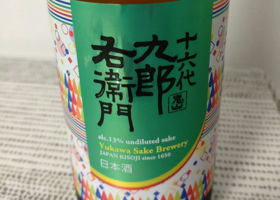 十六代
九郎
右衛門
alc.13% undiluted sake
Yukawa Sake Brewery
JAPAN KISOJI since 1650
日本酒